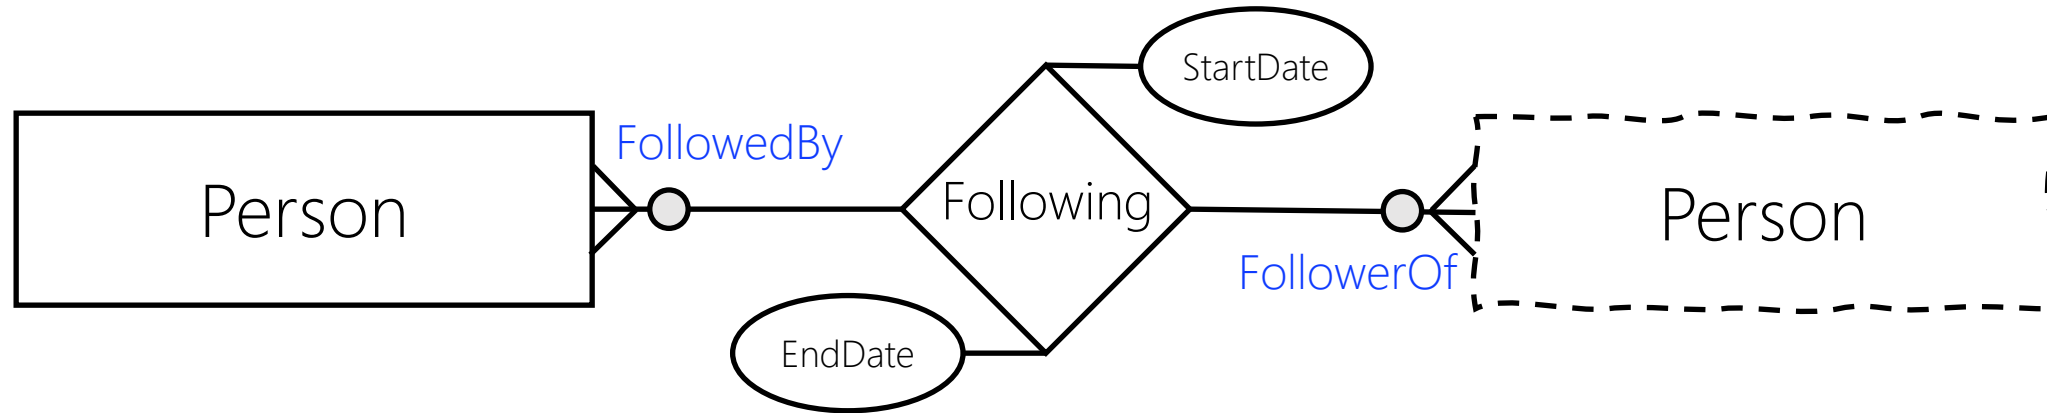 StartDate
FollowedBy
Person
Following
Person
FollowerOf
EndDate